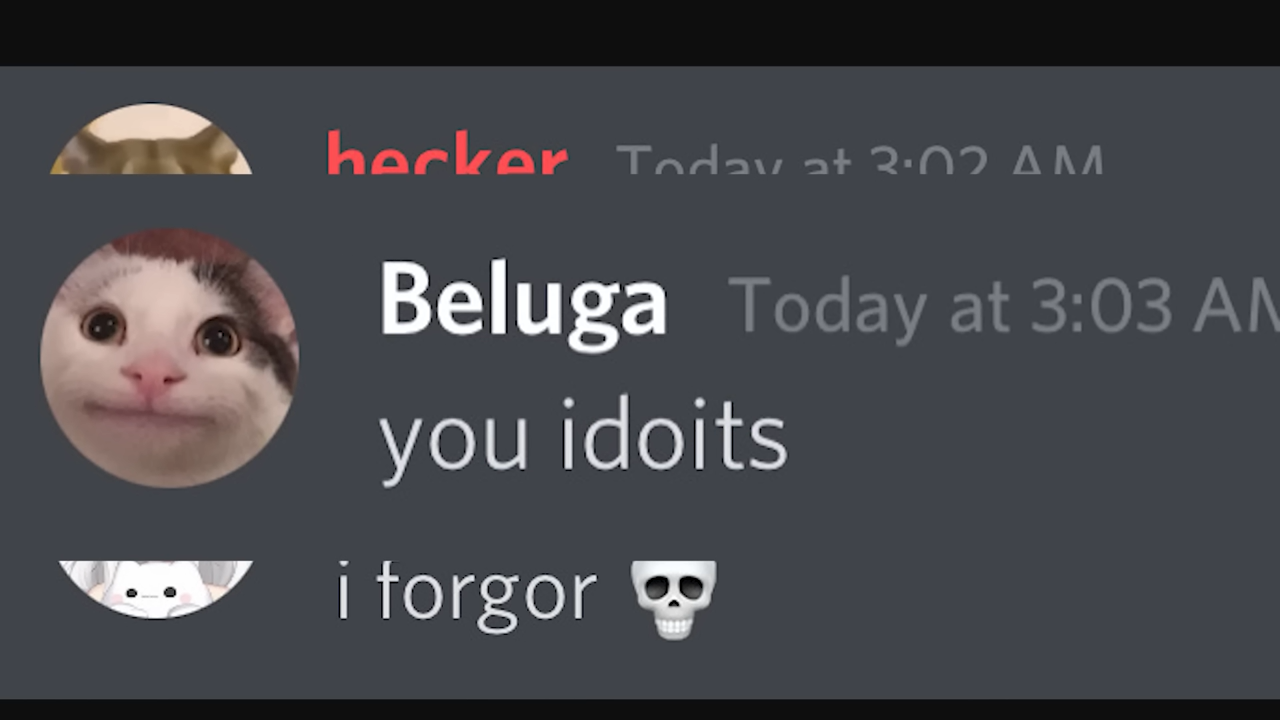 hecker Today at 3:02 AM
Beluga Today at 3:03 AM
you idoits
i forgor 💀